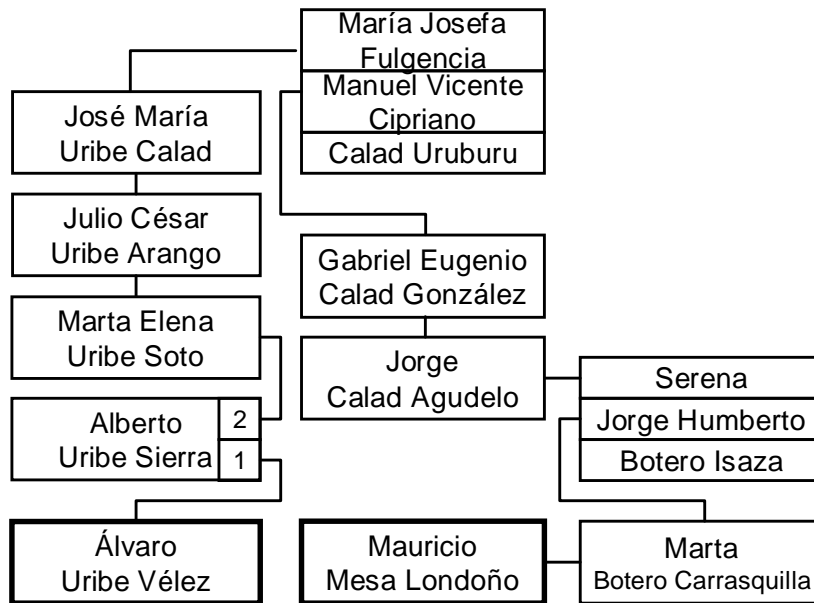 María Josefa
Fulgencia
Manuel Vicente
Cipriano
Calad Uruburu
José María
Uribe Calad
Julio César
Uribe Arango
Gabriel Eugenio
Calad González
Marta Elena
Uribe Soto
Jorge
Calad Agudelo
Serena
Jorge Humberto
Botero Isaza
Alberto
Uribe Sierra
2
1
Álvaro
Uribe Vélez
Mauricio
Mesa Londoño
Marta
Botero Carrasquilla